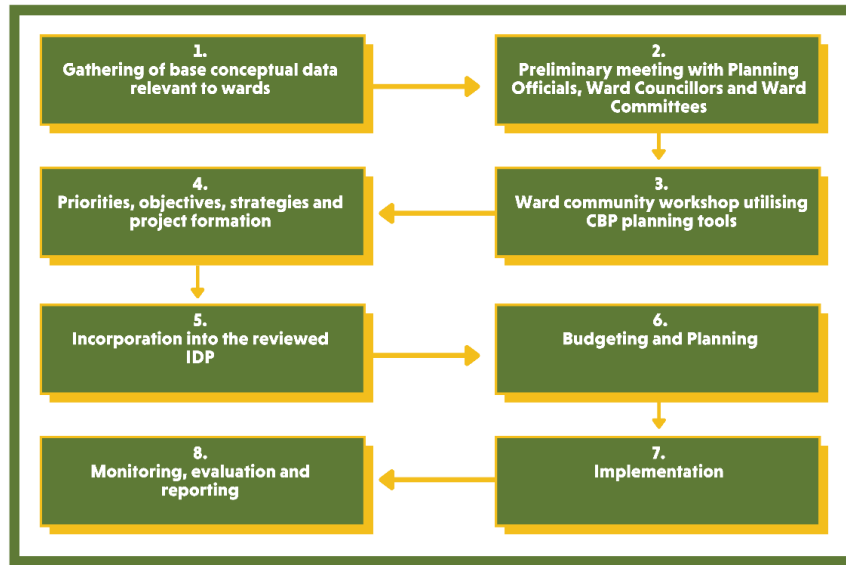 1.
Gathering of base conceptual data
relevant to wards
2.
Preliminary meeting with Planning
Officials, Ward Councillors and Ward
Committees
3.
Ward community workshop utilising
CBP planning tools
4.
Priorities, objectives, strategies and
project formation
5.
Incorporation into the reviewed
IDP
6.
Budgeting and Planning
7.
Implementation
8.
Monitoring, evaluation and
reporting